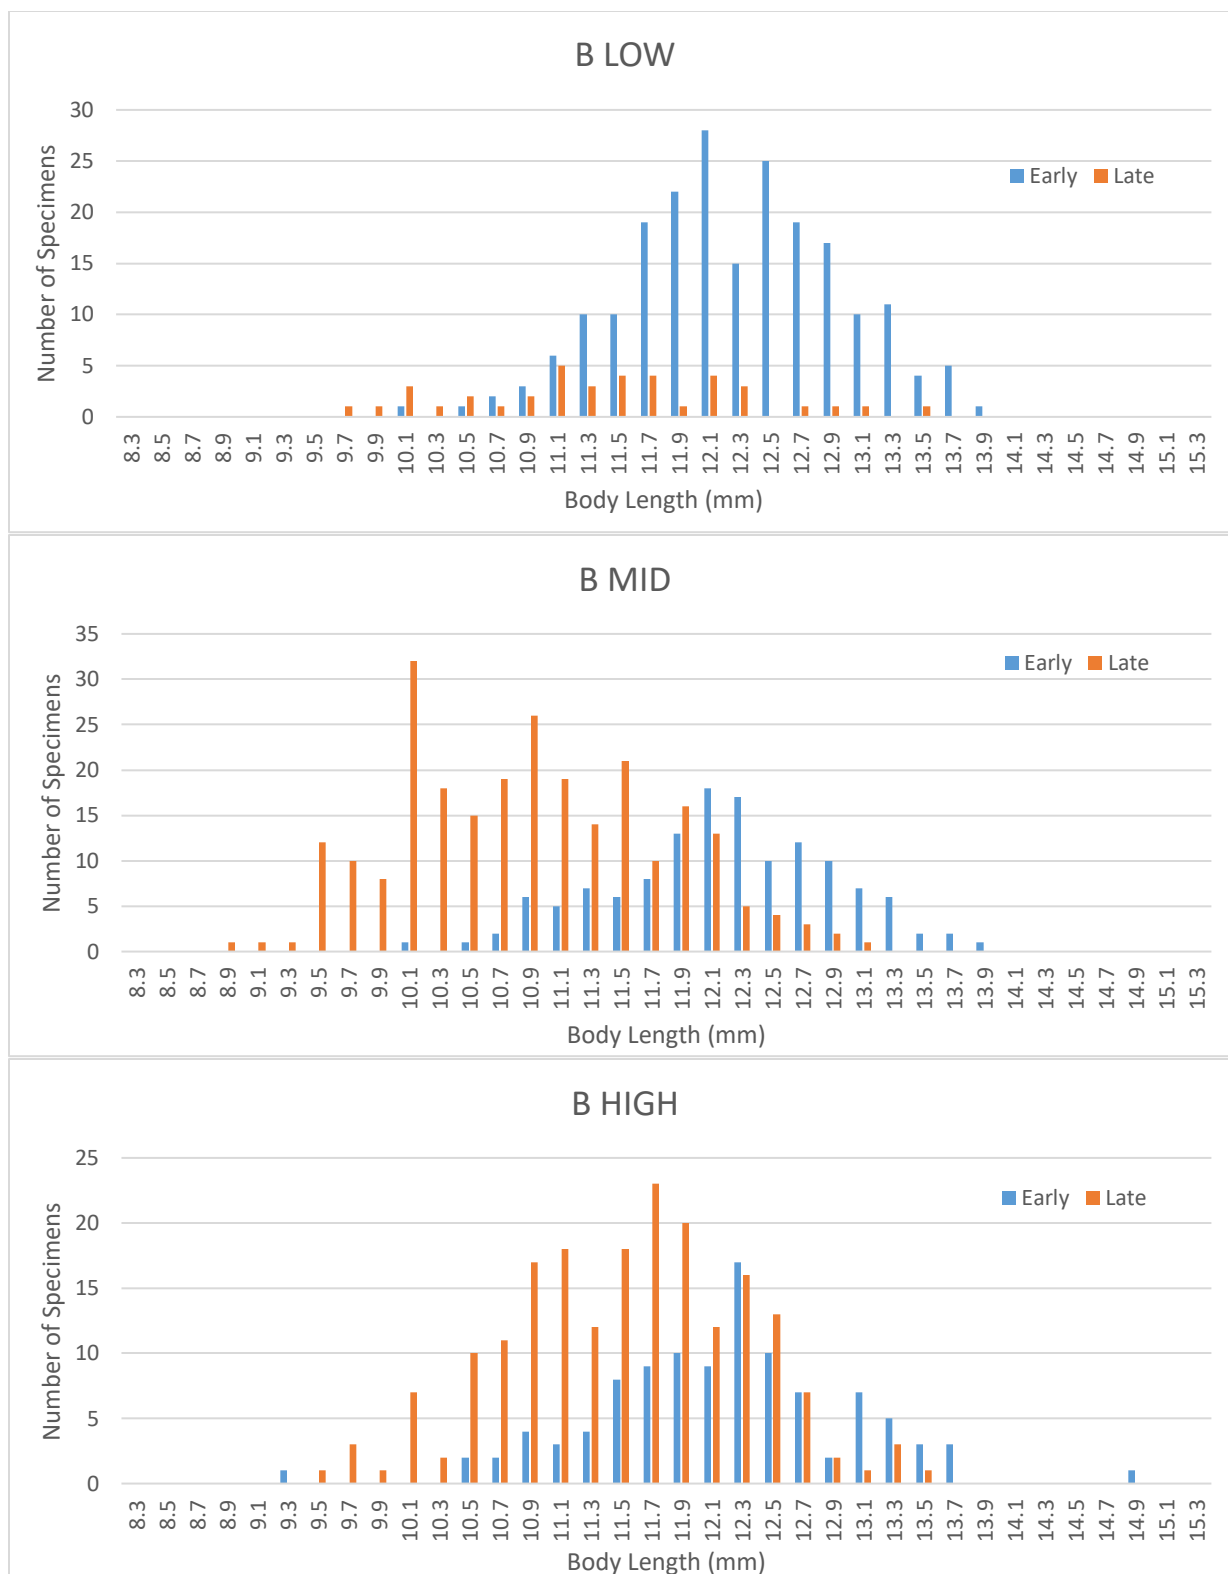 B LOW
30
25
20
15
10
5
0
Number of Specimens
Early Late
8.3 8.5 8.7 8.9 9.1 9.3 9.5 9.7 9.9 10.1 10.3 10.5 10.7 10.9 11.1 11.3 11.5 11.7 11.9 12.1 12.3 12.5 12.7 12.9 13.1 13.3 13.5 13.7 13.9 14.1 14.3 14.5 14.7 14.9 15.1 15.3
Body Length (mm)
B MID
35
30
25
20
15
10
5
0
Number of Specimens
Early Late
8.3 8.5 8.7 8.9 9.1 9.3 9.5 9.7 9.9 10.1 10.3 10.5 10.7 10.9 11.1 11.3 11.5 11.7 11.9 12.1 12.3 12.5 12.7 12.9 13.1 13.3 13.5 13.7 13.9 14.1 14.3 14.5 14.7 14.9 15.1 15.3
Body Length (mm)
B HIGH
25
20
15
10
5
0
Number of Specimens
Early Late
8.3 8.5 8.7 8.9 9.1 9.3 9.5 9.7 9.9 10.1 10.3 10.5 10.7 10.9 11.1 11.3 11.5 11.7 11.9 12.1 12.3 12.5 12.7 12.9 13.1 13.3 13.5 13.7 13.9 14.1 14.3 14.5 14.7 14.9 15.1 15.3
Body Length (mm)